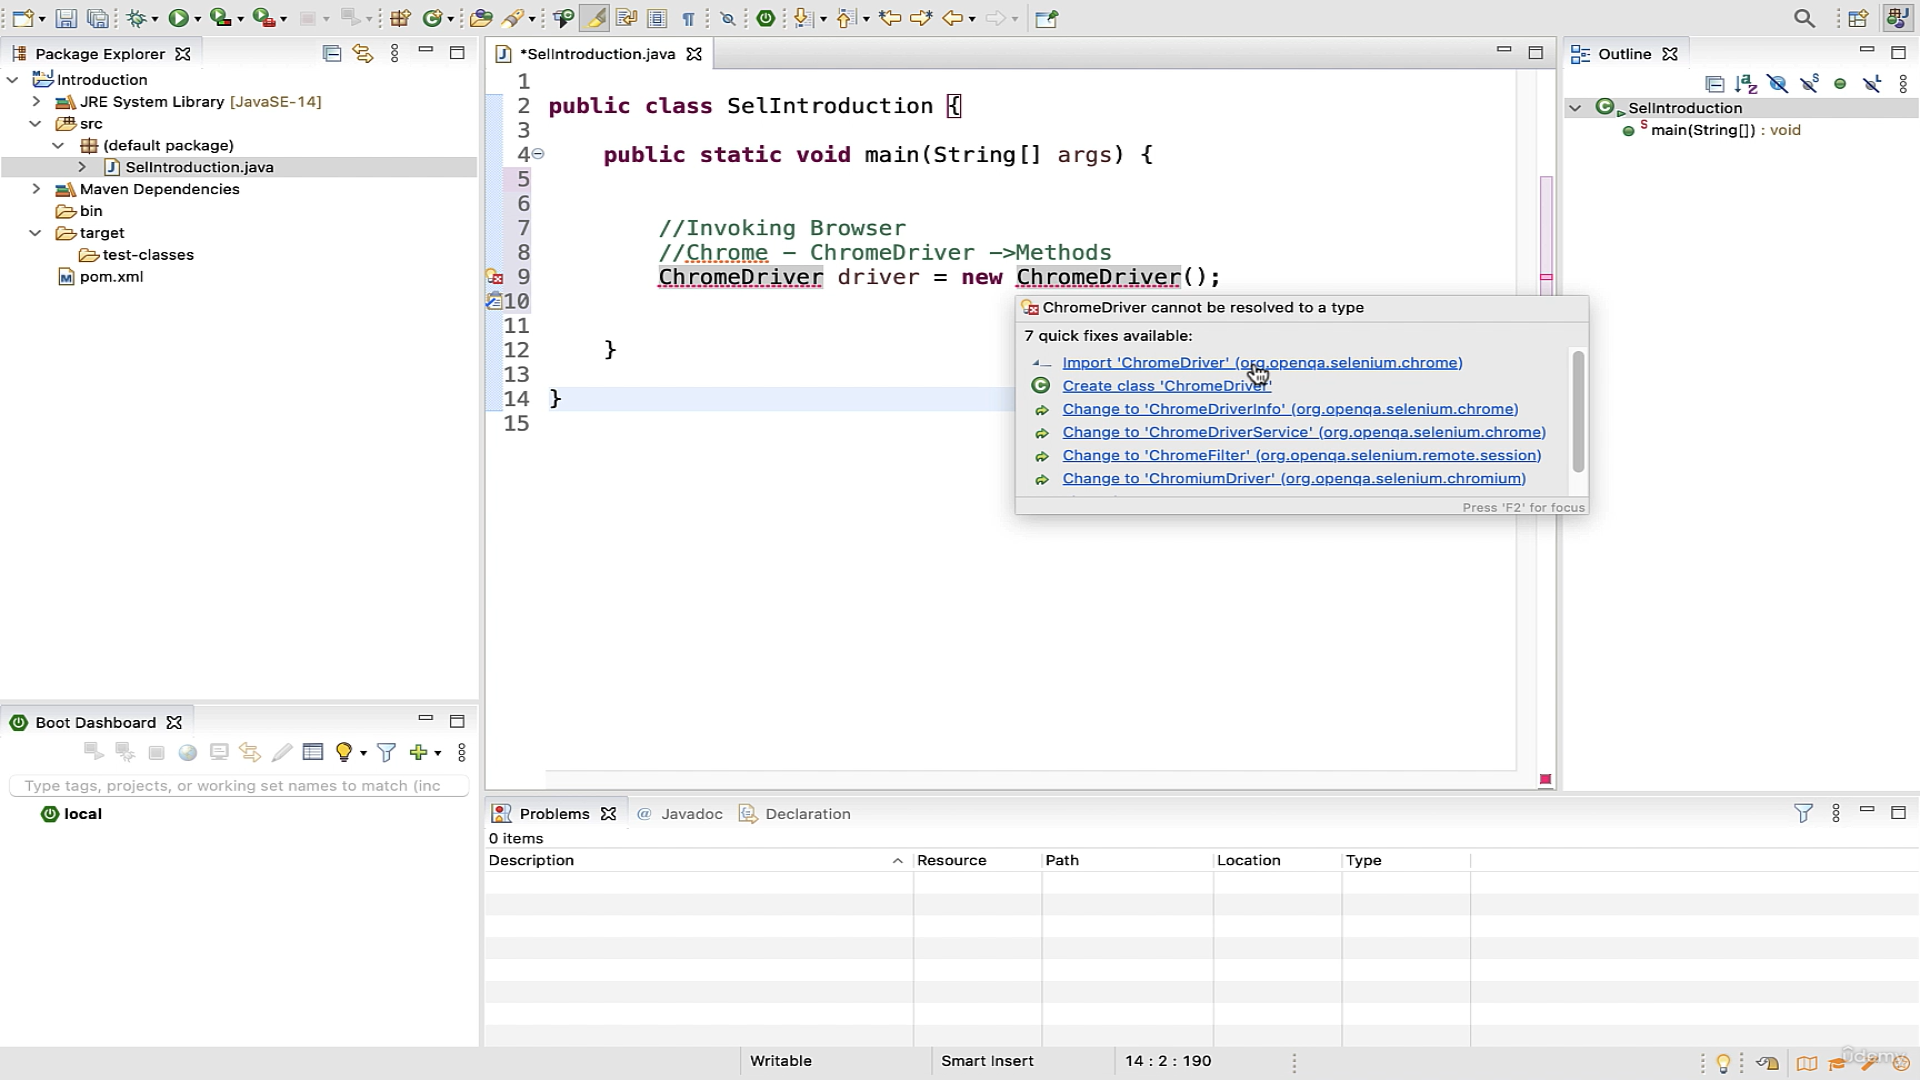 Package Explorer
*SelIntroduction.java
Outline
Introduction
JRE System Library [JavaSE-14]
src
(default package)
SelIntroduction.java
Maven Dependencies
bin
target
test-classes
pom.xml
1
2 public class SelIntroduction {
3
4 public static void main(String[] args) {
5
6
7 //Invoking Browser
8 //Chrome - ChromeDriver ->Methods
9 ChromeDriver driver = new ChromeDriver();
10
11
12 }
13
14 }
15
ChromeDriver cannot be resolved to a type
7 quick fixes available:
Import 'ChromeDriver' (org.openqa.selenium.chrome)
Create class 'ChromeDriver'
Change to 'ChromeDriverInfo' (org.openqa.selenium.chrome)
Change to 'ChromeDriverService' (org.openqa.selenium.chrome)
Change to 'ChromeFilter' (org.openqa.selenium.remote.session)
Change to 'ChromiumDriver' (org.openqa.selenium.chromium)
Press 'F2' for focus
SelIntroduction
main(String[]) : void
Boot Dashboard
Type tags, projects, or working set names to match (inc
local
Problems
@ Javadoc
Declaration
0 items
Description Resource Path Location Type
Writable Smart Insert 14 : 2 : 190
Udemy